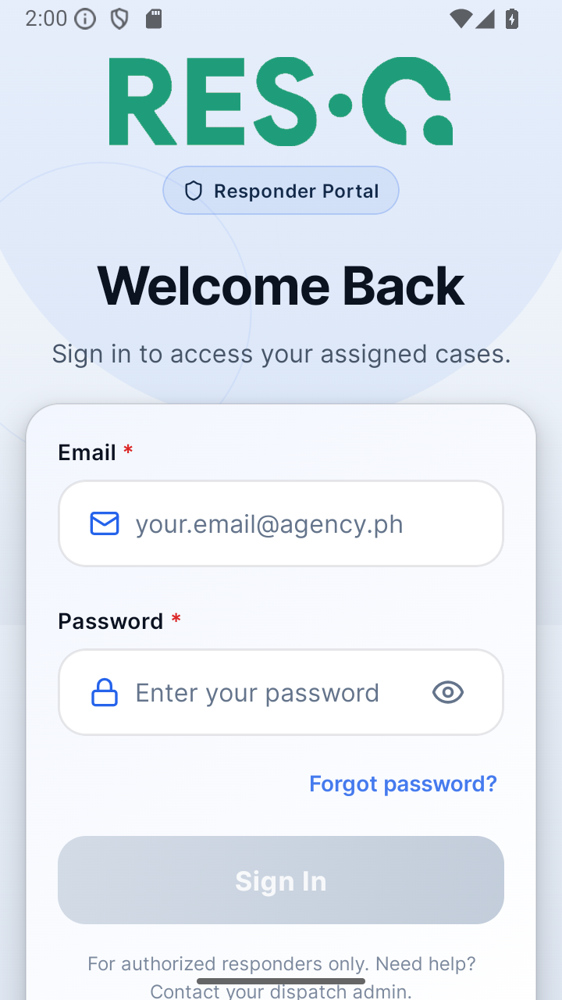 2:00
RES·Q
Responder Portal
Welcome Back
Sign in to access your assigned cases.
Email *
your.email@agency.ph
Password *
Enter your password
Forgot password?
Sign In
For authorized responders only. Need help?
Contact your dispatch admin.